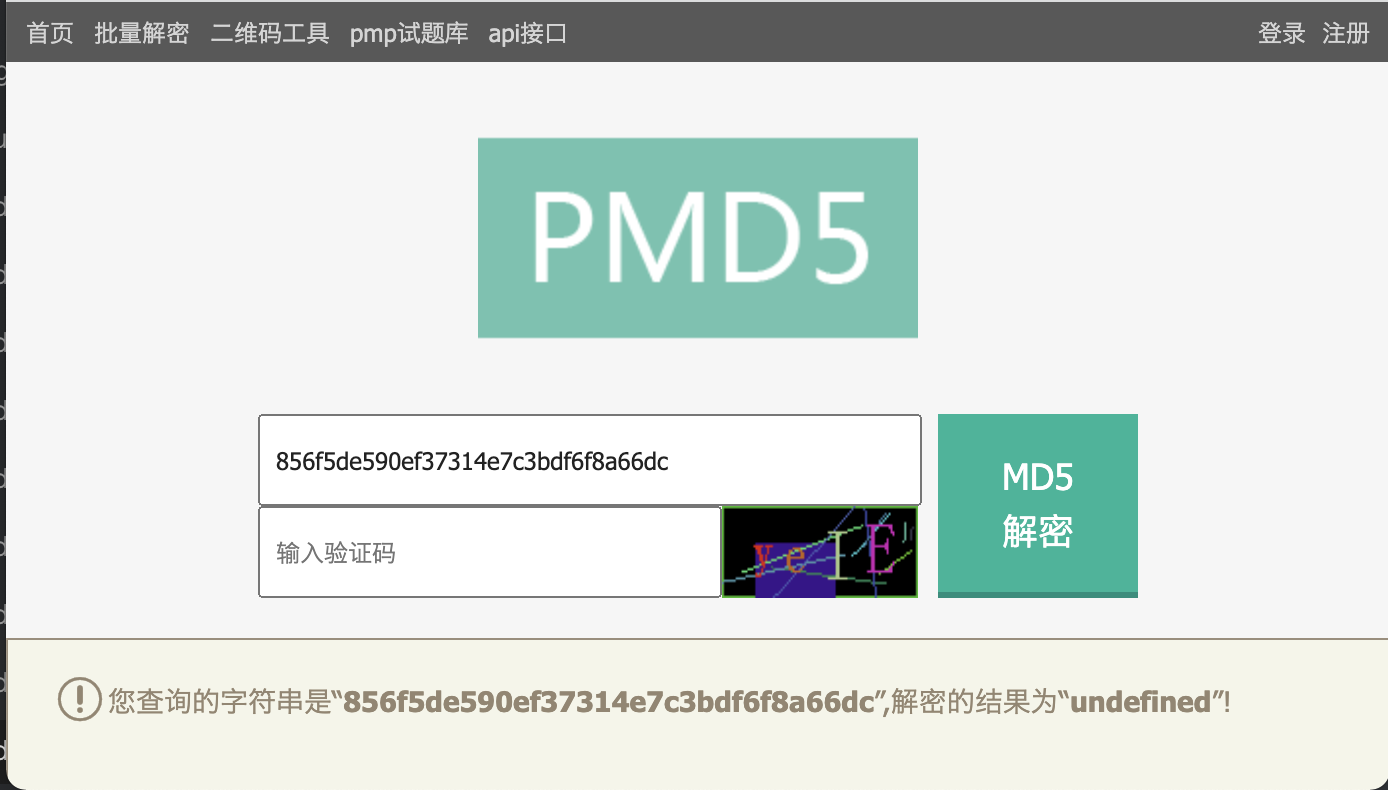 首页 批量解密 二维码工具 pmp试题库 api接口 登录 注册
PMD5
856f5de590ef37314e7c3bdf6f8a66dc
MD5
解密
输入验证码
yeIE
您查询的字符串是“856f5de590ef37314e7c3bdf6f8a66dc”,解密的结果为“undefined”!